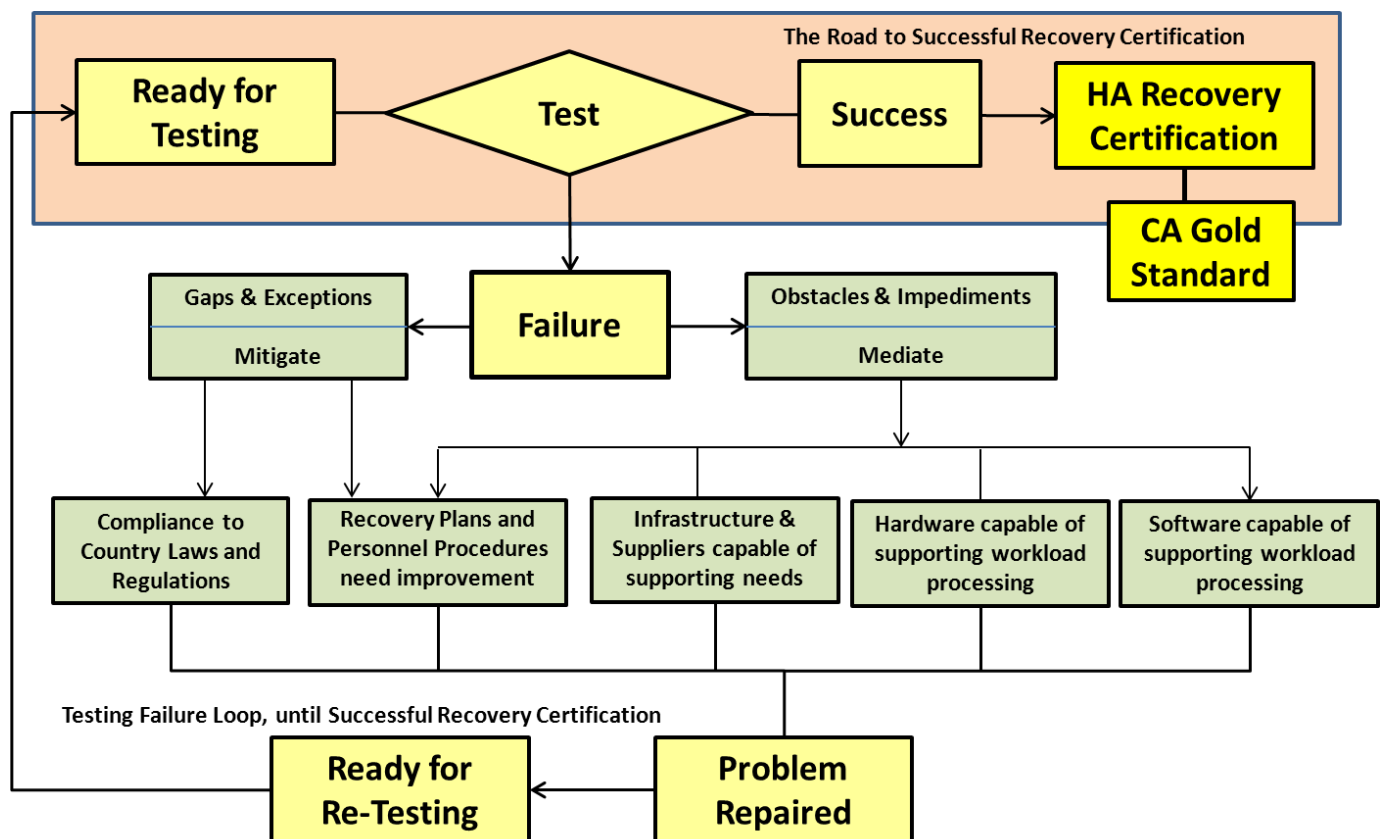 The Road to Successful Recovery Certification
Ready for
Testing
Test
Success
HA Recovery
Certification
CA Gold
Standard
Gaps & Exceptions
Mitigate
Failure
Obstacles & Impediments
Mediate
Compliance to
Country Laws and
Regulations
Recovery Plans and
Personnel Procedures
need improvement
Infrastructure &
Suppliers capable of
supporting needs
Hardware capable of
supporting workload
processing
Software capable of
supporting workload
processing
Testing Failure Loop, until Successful Recovery Certification
Ready for
Re-Testing
Problem
Repaired